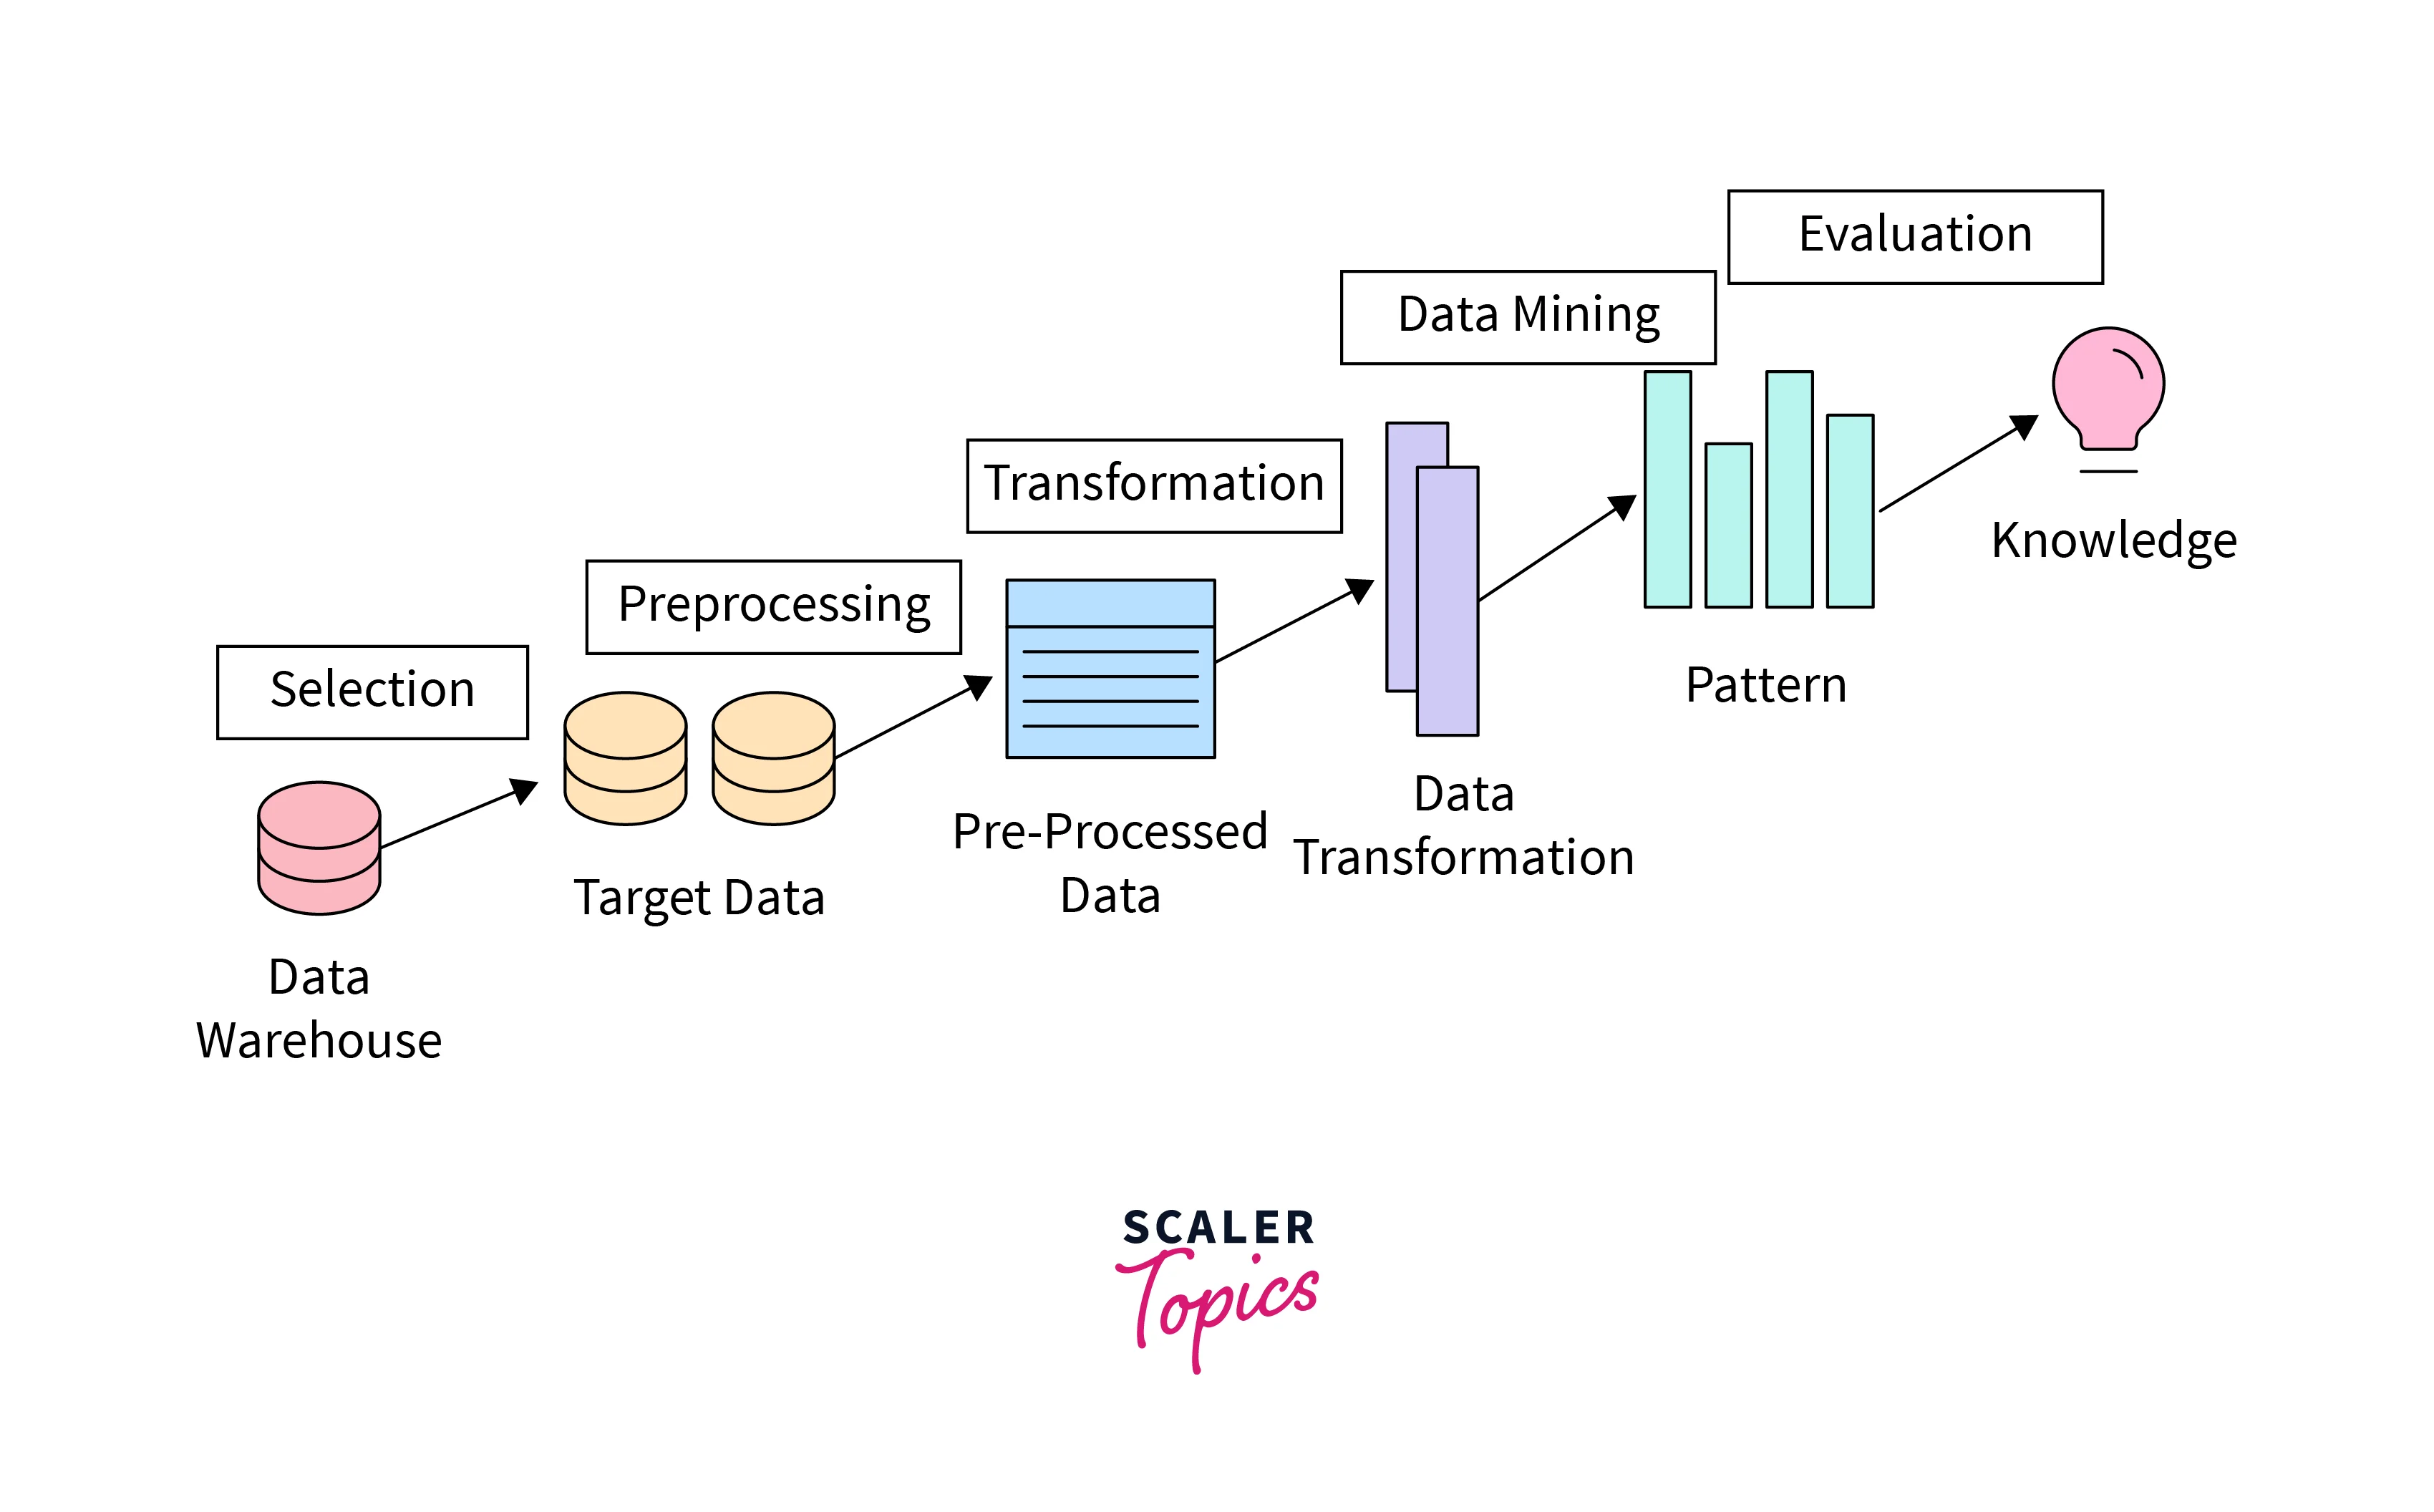 Evaluation
Data Mining
Transformation
Knowledge
Preprocessing
Selection
Pattern
Data
Transformation
Pre-Processed
Data
Target Data
Data
Warehouse
SCALER
Topics